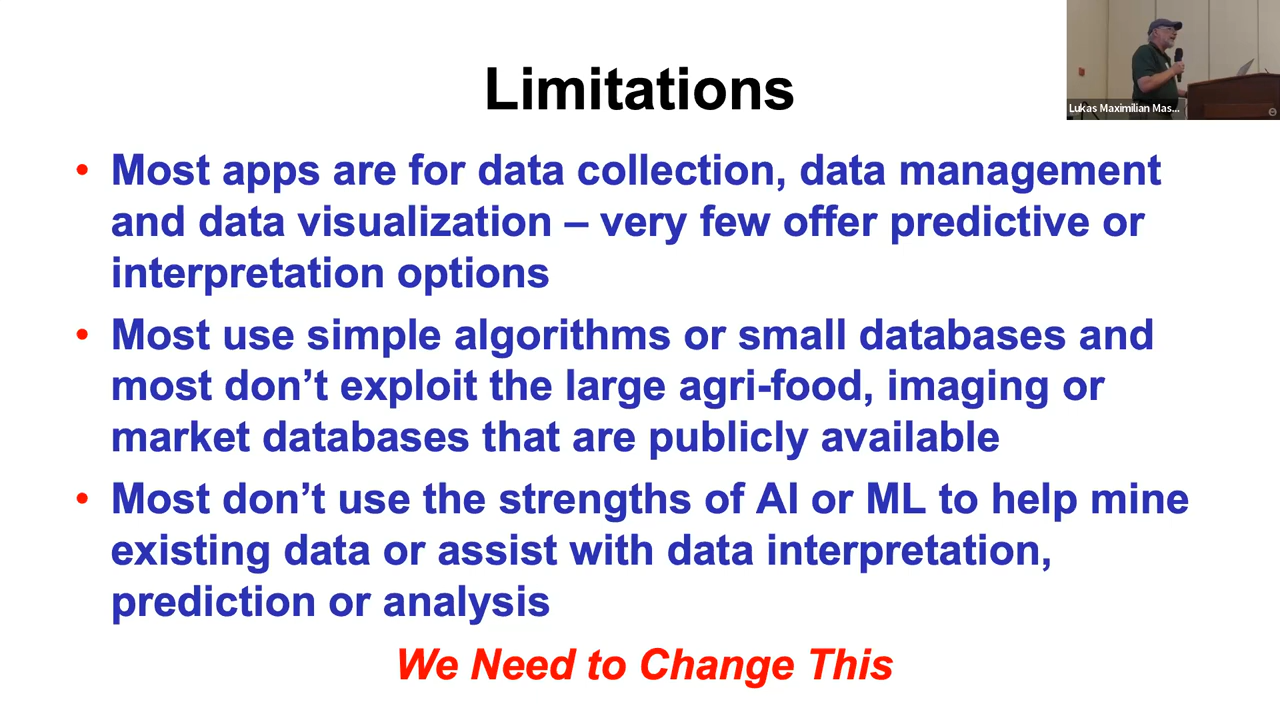 Limitations
Lukas Maximilian Mas...
• Most apps are for data collection, data management
and data visualization – very few offer predictive or
interpretation options
• Most use simple algorithms or small databases and
most don’t exploit the large agri-food, imaging or
market databases that are publicly available
• Most don’t use the strengths of AI or ML to help mine
existing data or assist with data interpretation,
prediction or analysis
We Need to Change This